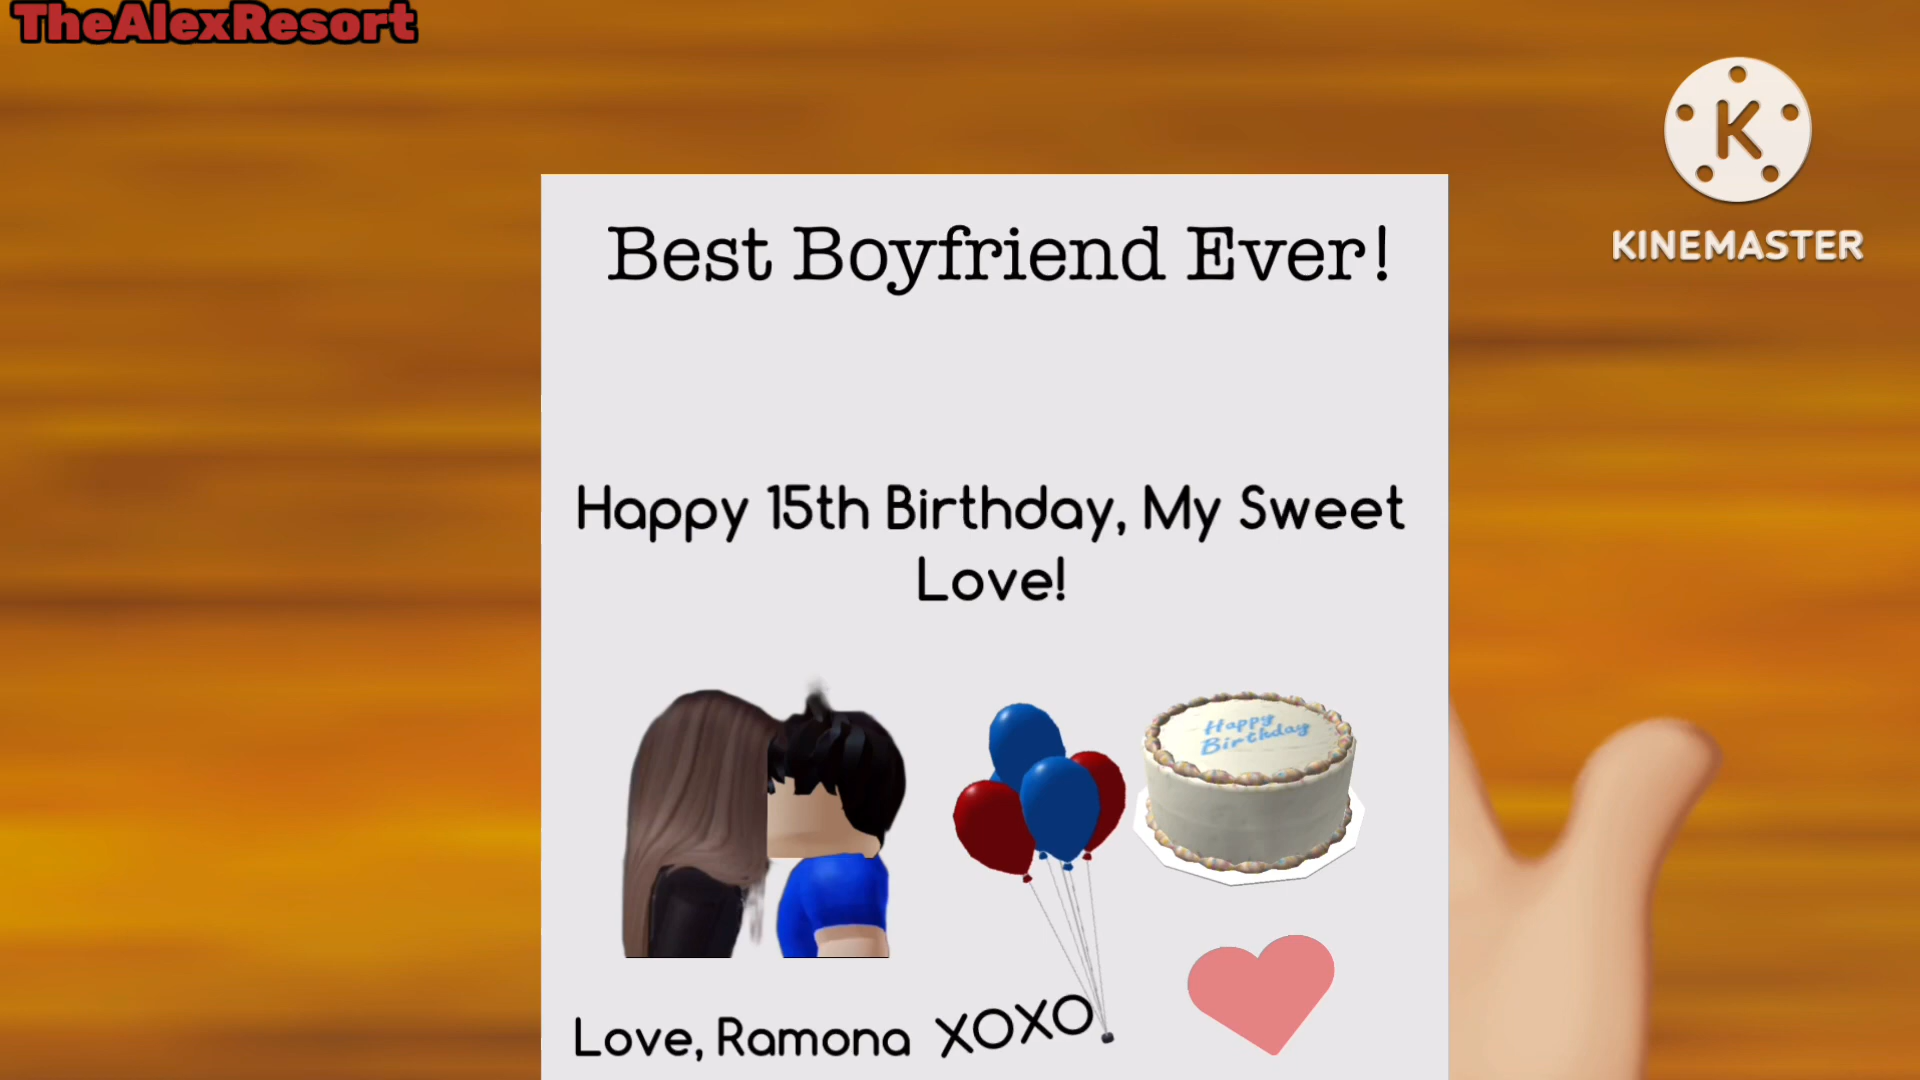 TheAlexResort
K
KINEMASTER
Best Boyfriend Ever!
Happy 15th Birthday, My Sweet
Love!
Happy
Birthday
Love, Ramona XOXO